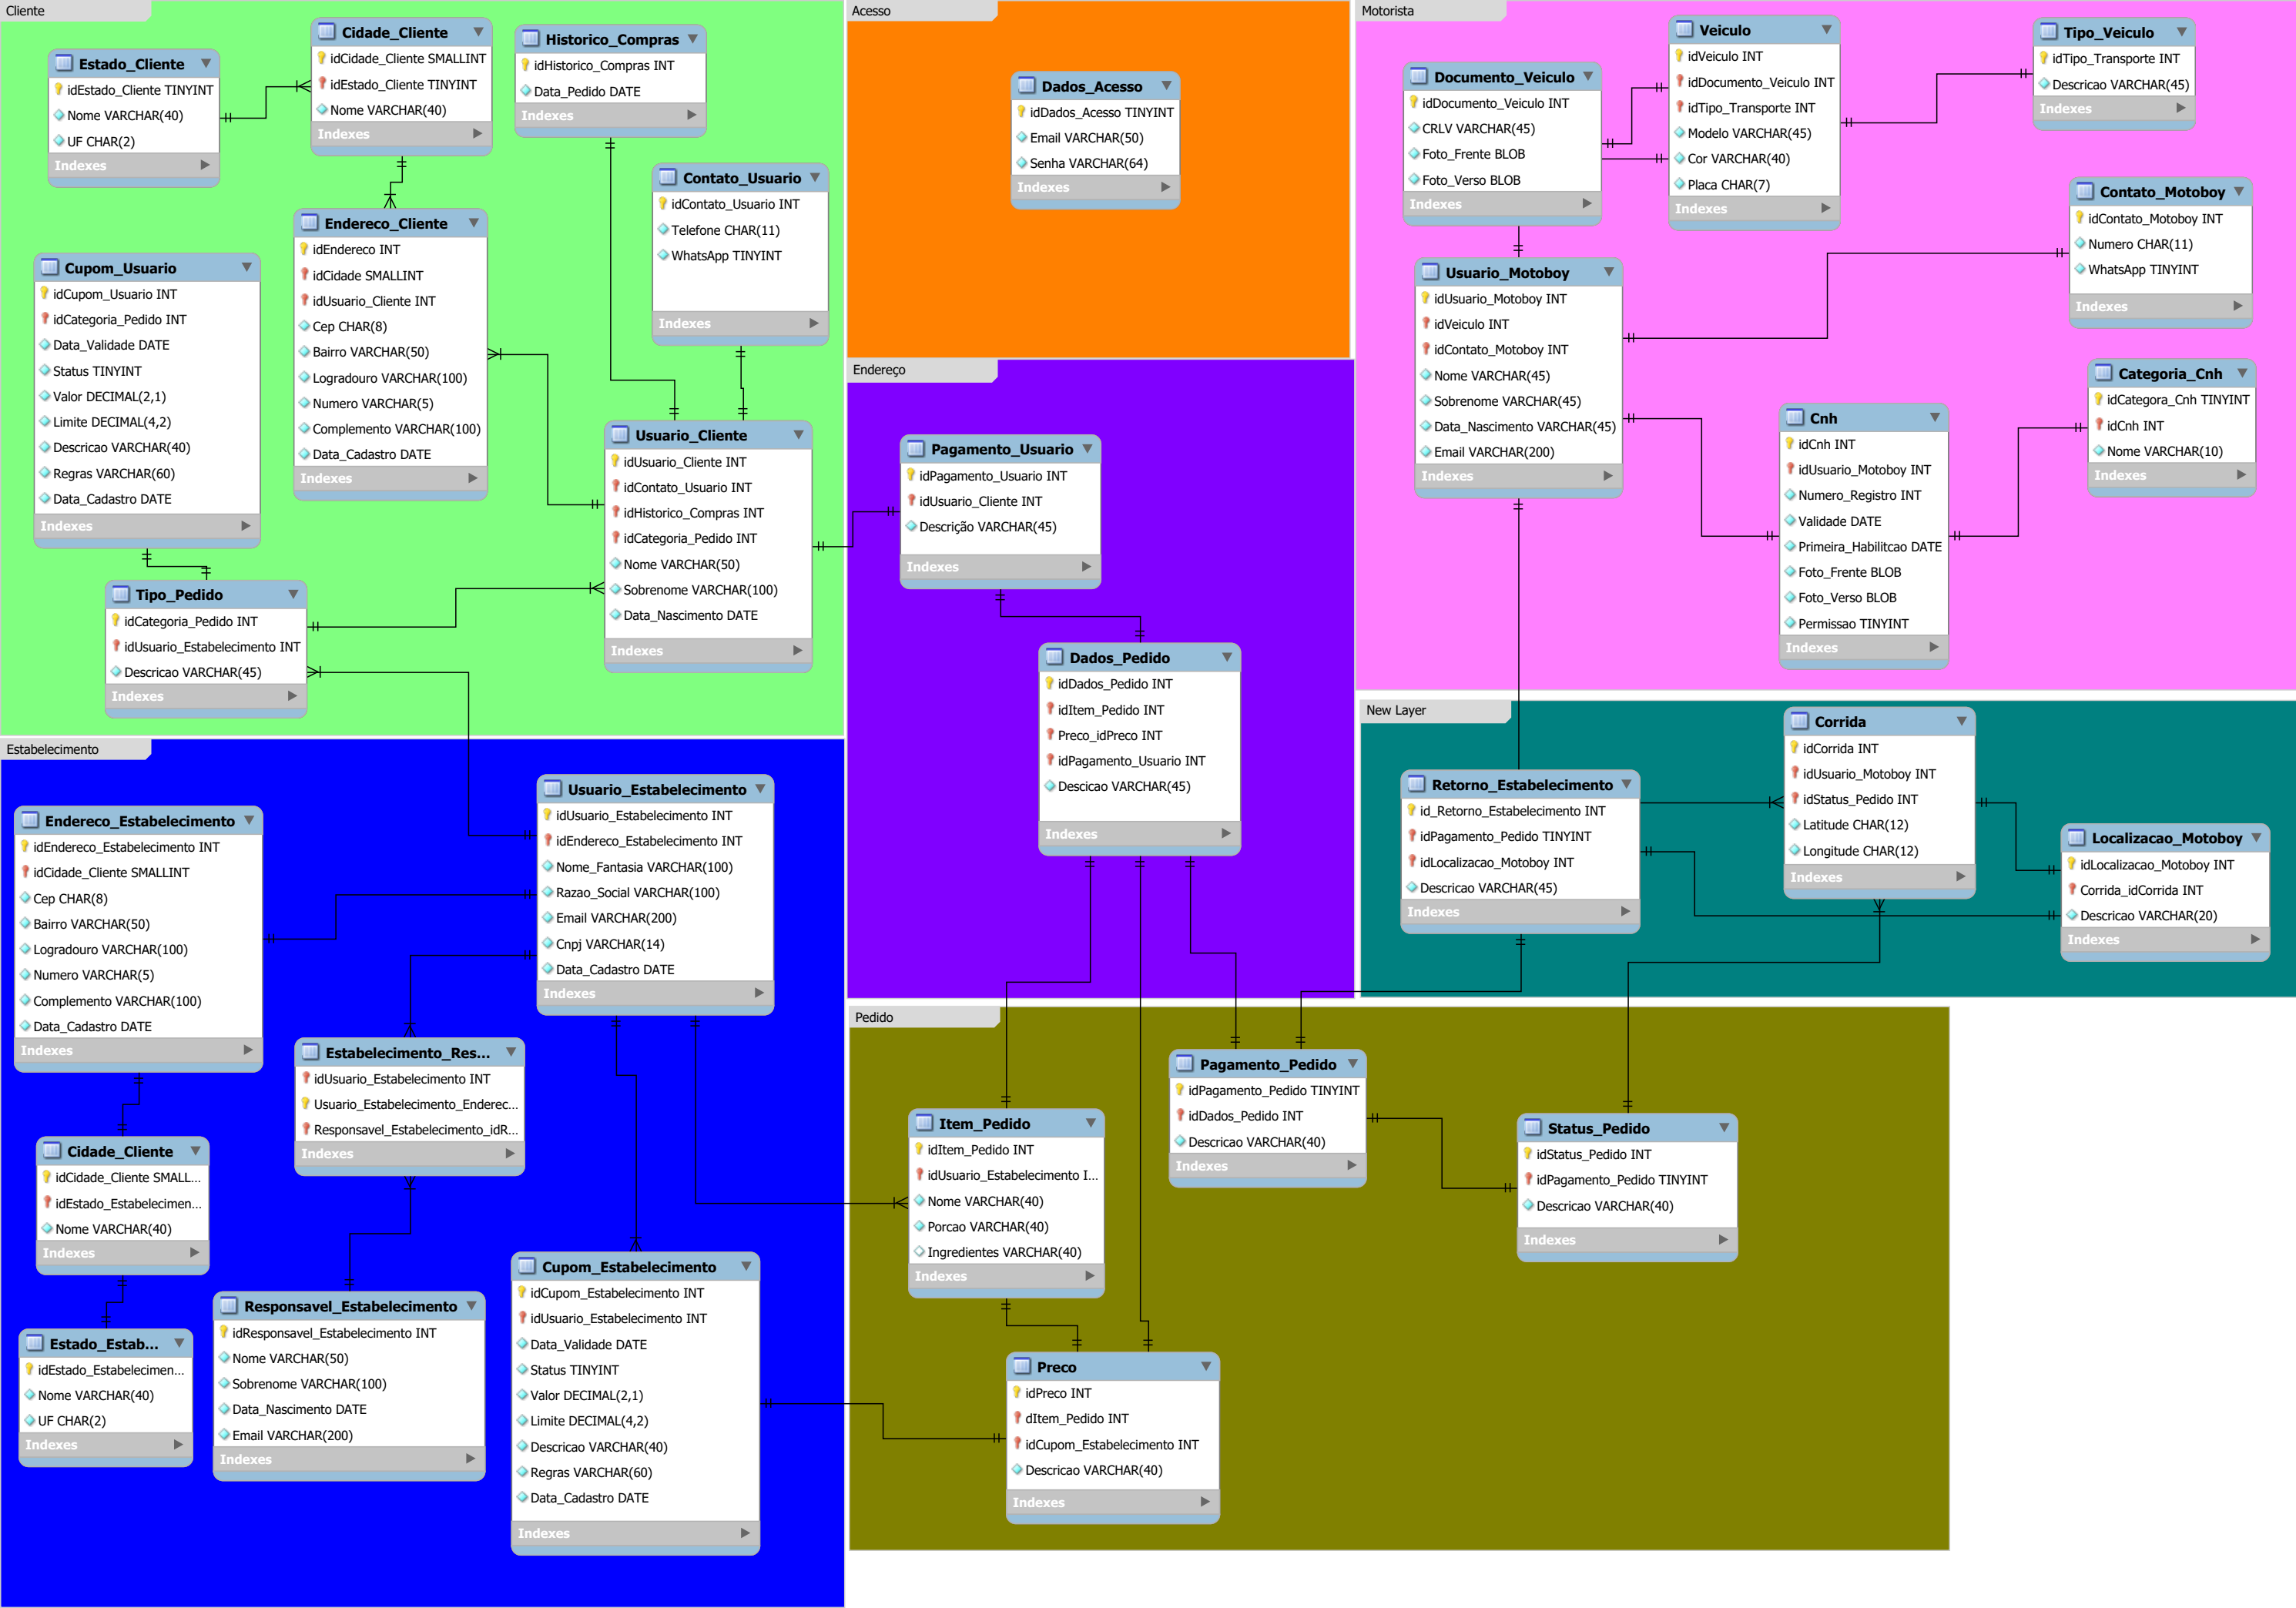 Cliente
Estado_Cliente
idEstado_Cliente TINYINT
Nome VARCHAR(40)
UF CHAR(2)
Indexes
Cidade_Cliente
idCidade_Cliente SMALLINT
idEstado_Cliente TINYINT
Nome VARCHAR(40)
Indexes
Historico_Compras
idHistorico_Compras INT
Data_Pedido DATE
Indexes
Contato_Usuario
idContato_Usuario INT
Telefone CHAR(11)
WhatsApp TINYINT
Indexes
Endereco_Cliente
idEndereco INT
idCidade SMALLINT
idUsuario_Cliente INT
Cep CHAR(8)
Bairro VARCHAR(50)
Logradouro VARCHAR(100)
Numero VARCHAR(5)
Complemento VARCHAR(100)
Data_Cadastro DATE
Indexes
Cupom_Usuario
idCupom_Usuario INT
idCategoria_Pedido INT
Data_Validade DATE
Status TINYINT
Valor DECIMAL(2,1)
Limite DECIMAL(4,2)
Descricao VARCHAR(40)
Regras VARCHAR(60)
Data_Cadastro DATE
Indexes
Usuario_Cliente
idUsuario_Cliente INT
idContato_Usuario INT
idHistorico_Compras INT
idCategoria_Pedido INT
Nome VARCHAR(50)
Sobrenome VARCHAR(100)
Data_Nascimento DATE
Indexes
Tipo_Pedido
idCategoria_Pedido INT
idUsuario_Estabelecimento INT
Descricao VARCHAR(45)
Indexes
Acesso
Dados_Acesso
idDados_Acesso TINYINT
Email VARCHAR(50)
Senha VARCHAR(64)
Indexes
Motorista
Documento_Veiculo
idDocumento_Veiculo INT
CRLV VARCHAR(45)
Foto_Frente BLOB
Foto_Verso BLOB
Indexes
Veiculo
idVeiculo INT
idDocumento_Veiculo INT
idTipo_Transporte INT
Modelo VARCHAR(45)
Cor VARCHAR(40)
Placa CHAR(7)
Indexes
Tipo_Veiculo
idTipo_Transporte INT
Descricao VARCHAR(45)
Indexes
Contato_Motoboy
idContato_Motoboy INT
Numero CHAR(11)
WhatsApp TINYINT
Indexes
Usuario_Motoboy
idUsuario_Motoboy INT
idVeiculo INT
idContato_Motoboy INT
Nome VARCHAR(45)
Sobrenome VARCHAR(45)
Data_Nascimento VARCHAR(45)
Email VARCHAR(200)
Indexes
Cnh
idCnh INT
idUsuario_Motoboy INT
Numero_Registro INT
Validade DATE
Primeira_Habilitcao DATE
Foto_Frente BLOB
Foto_Verso BLOB
Permissao TINYINT
Indexes
Categoria_Cnh
idCategora_Cnh TINYINT
idCnh INT
Nome VARCHAR(10)
Indexes
Endereço
Pagamento_Usuario
idPagamento_Usuario INT
idUsuario_Cliente INT
Descrição VARCHAR(45)
Indexes
Dados_Pedido
idDados_Pedido INT
idItem_Pedido INT
Preco_idPreco INT
idPagamento_Usuario INT
Descicao VARCHAR(45)
Indexes
New Layer
Retorno_Estabelecimento
id_Retorno_Estabelecimento INT
idPagamento_Pedido TINYINT
idLocalizacao_Motoboy INT
Descricao VARCHAR(45)
Indexes
Corrida
idCorrida INT
idUsuario_Motoboy INT
idStatus_Pedido INT
Latitude CHAR(12)
Longitude CHAR(12)
Indexes
Localizacao_Motoboy
idLocalizacao_Motoboy INT
Corrida_idCorrida INT
Descricao VARCHAR(20)
Indexes
Estabelecimento
Endereco_Estabelecimento
idEndereco_Estabelecimento INT
idCidade_Cliente SMALLINT
Cep CHAR(8)
Bairro VARCHAR(50)
Logradouro VARCHAR(100)
Numero VARCHAR(5)
Complemento VARCHAR(100)
Data_Cadastro DATE
Indexes
Usuario_Estabelecimento
idUsuario_Estabelecimento INT
idEndereco_Estabelecimento INT
Nome_Fantasia VARCHAR(100)
Razao_Social VARCHAR(100)
Email VARCHAR(200)
Cnpj VARCHAR(14)
Data_Cadastro DATE
Indexes
Estabelecimento_Res...
idUsuario_Estabelecimento INT
Usuario_Estabelecimento_Enderec...
Responsavel_Estabelecimento_idR...
Indexes
Cidade_Cliente
idCidade_Cliente SMALL...
idEstado_Estabelecimen...
Nome VARCHAR(40)
Indexes
Estado_Estab...
idEstado_Estabelecimen...
Nome VARCHAR(40)
UF CHAR(2)
Indexes
Responsavel_Estabelecimento
idResponsavel_Estabelecimento INT
Nome VARCHAR(50)
Sobrenome VARCHAR(100)
Data_Nascimento DATE
Email VARCHAR(200)
Indexes
Cupom_Estabelecimento
idCupom_Estabelecimento INT
idUsuario_Estabelecimento INT
Data_Validade DATE
Status TINYINT
Valor DECIMAL(2,1)
Limite DECIMAL(4,2)
Descricao VARCHAR(40)
Regras VARCHAR(60)
Data_Cadastro DATE
Indexes
Pedido
Item_Pedido
idItem_Pedido INT
idUsuario_Estabelecimento I...
Nome VARCHAR(40)
Porcao VARCHAR(40)
Ingredientes VARCHAR(40)
Indexes
Pagamento_Pedido
idPagamento_Pedido TINYINT
idDados_Pedido INT
Descricao VARCHAR(40)
Indexes
Status_Pedido
idStatus_Pedido INT
idPagamento_Pedido TINYINT
Descricao VARCHAR(40)
Indexes
Preco
idPreco INT
dItem_Pedido INT
idCupom_Estabelecimento INT
Descricao VARCHAR(40)
Indexes